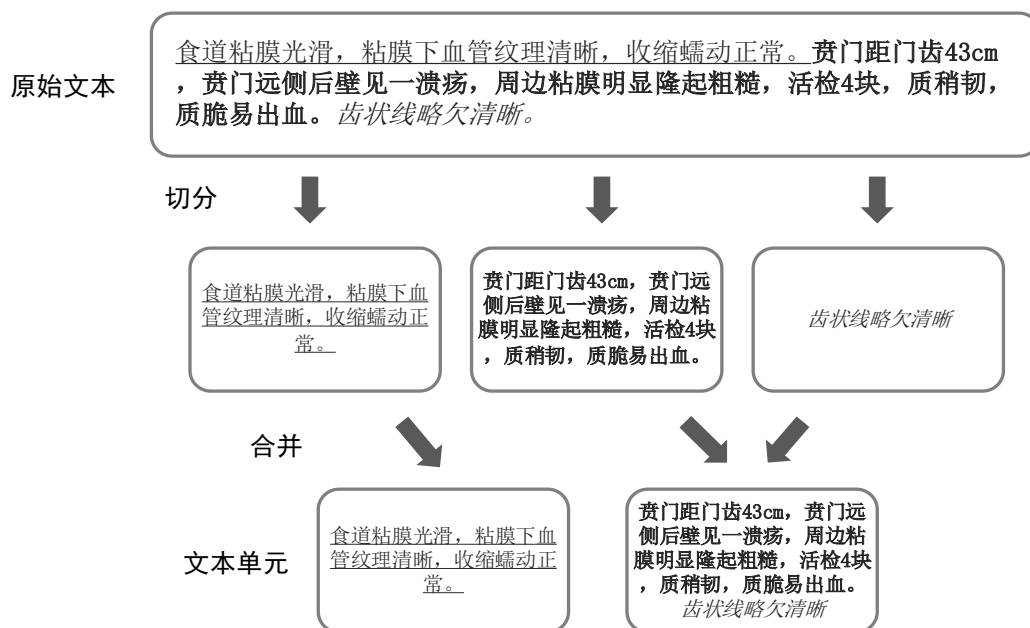 食道粘膜光滑，粘膜下血管纹理清晰，收缩蠕动正常。贲门距门齿43cm
，贲门远侧后壁见一溃疡，周边粘膜明显隆起粗糙，活检4块，质稍韧，
质脆易出血。齿状线略欠清晰。
原始文本
切分
食道粘膜光滑，粘膜下血
管纹理清晰，收缩蠕动正
常。
贲门距门齿43cm，贲门远
侧后壁见一溃疡，周边粘
膜明显隆起粗糙，活检4块
，质稍韧，质脆易出血。
齿状线略欠清晰
合并
文本单元
食道粘膜光滑，粘膜下血
管纹理清晰，收缩蠕动正
常。
贲门距门齿43cm，贲门远
侧后壁见一溃疡，周边粘
膜明显隆起粗糙，活检4块
，质稍韧，质脆易出血。
齿状线略欠清晰